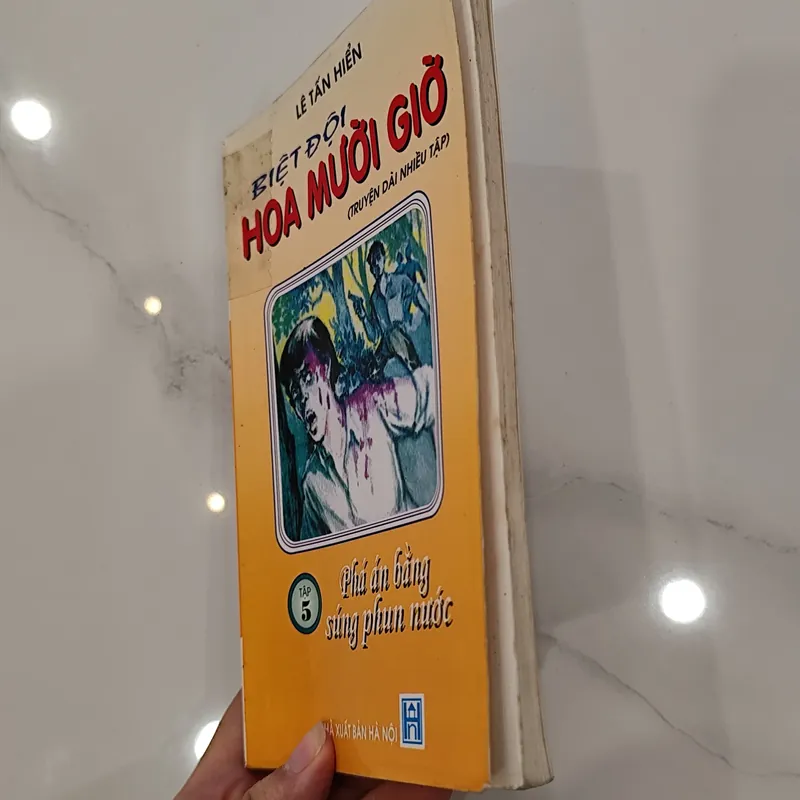 LÊ TẤN HIỂN
BIỆT ĐỘI
HOA MƯỜI GIỜ
(TRUYỆN DÀI NHIỀU TẬP)
TẬP
5
Phá án bằng
súng phun nước
XUẤT BẢN HÀ NỘI